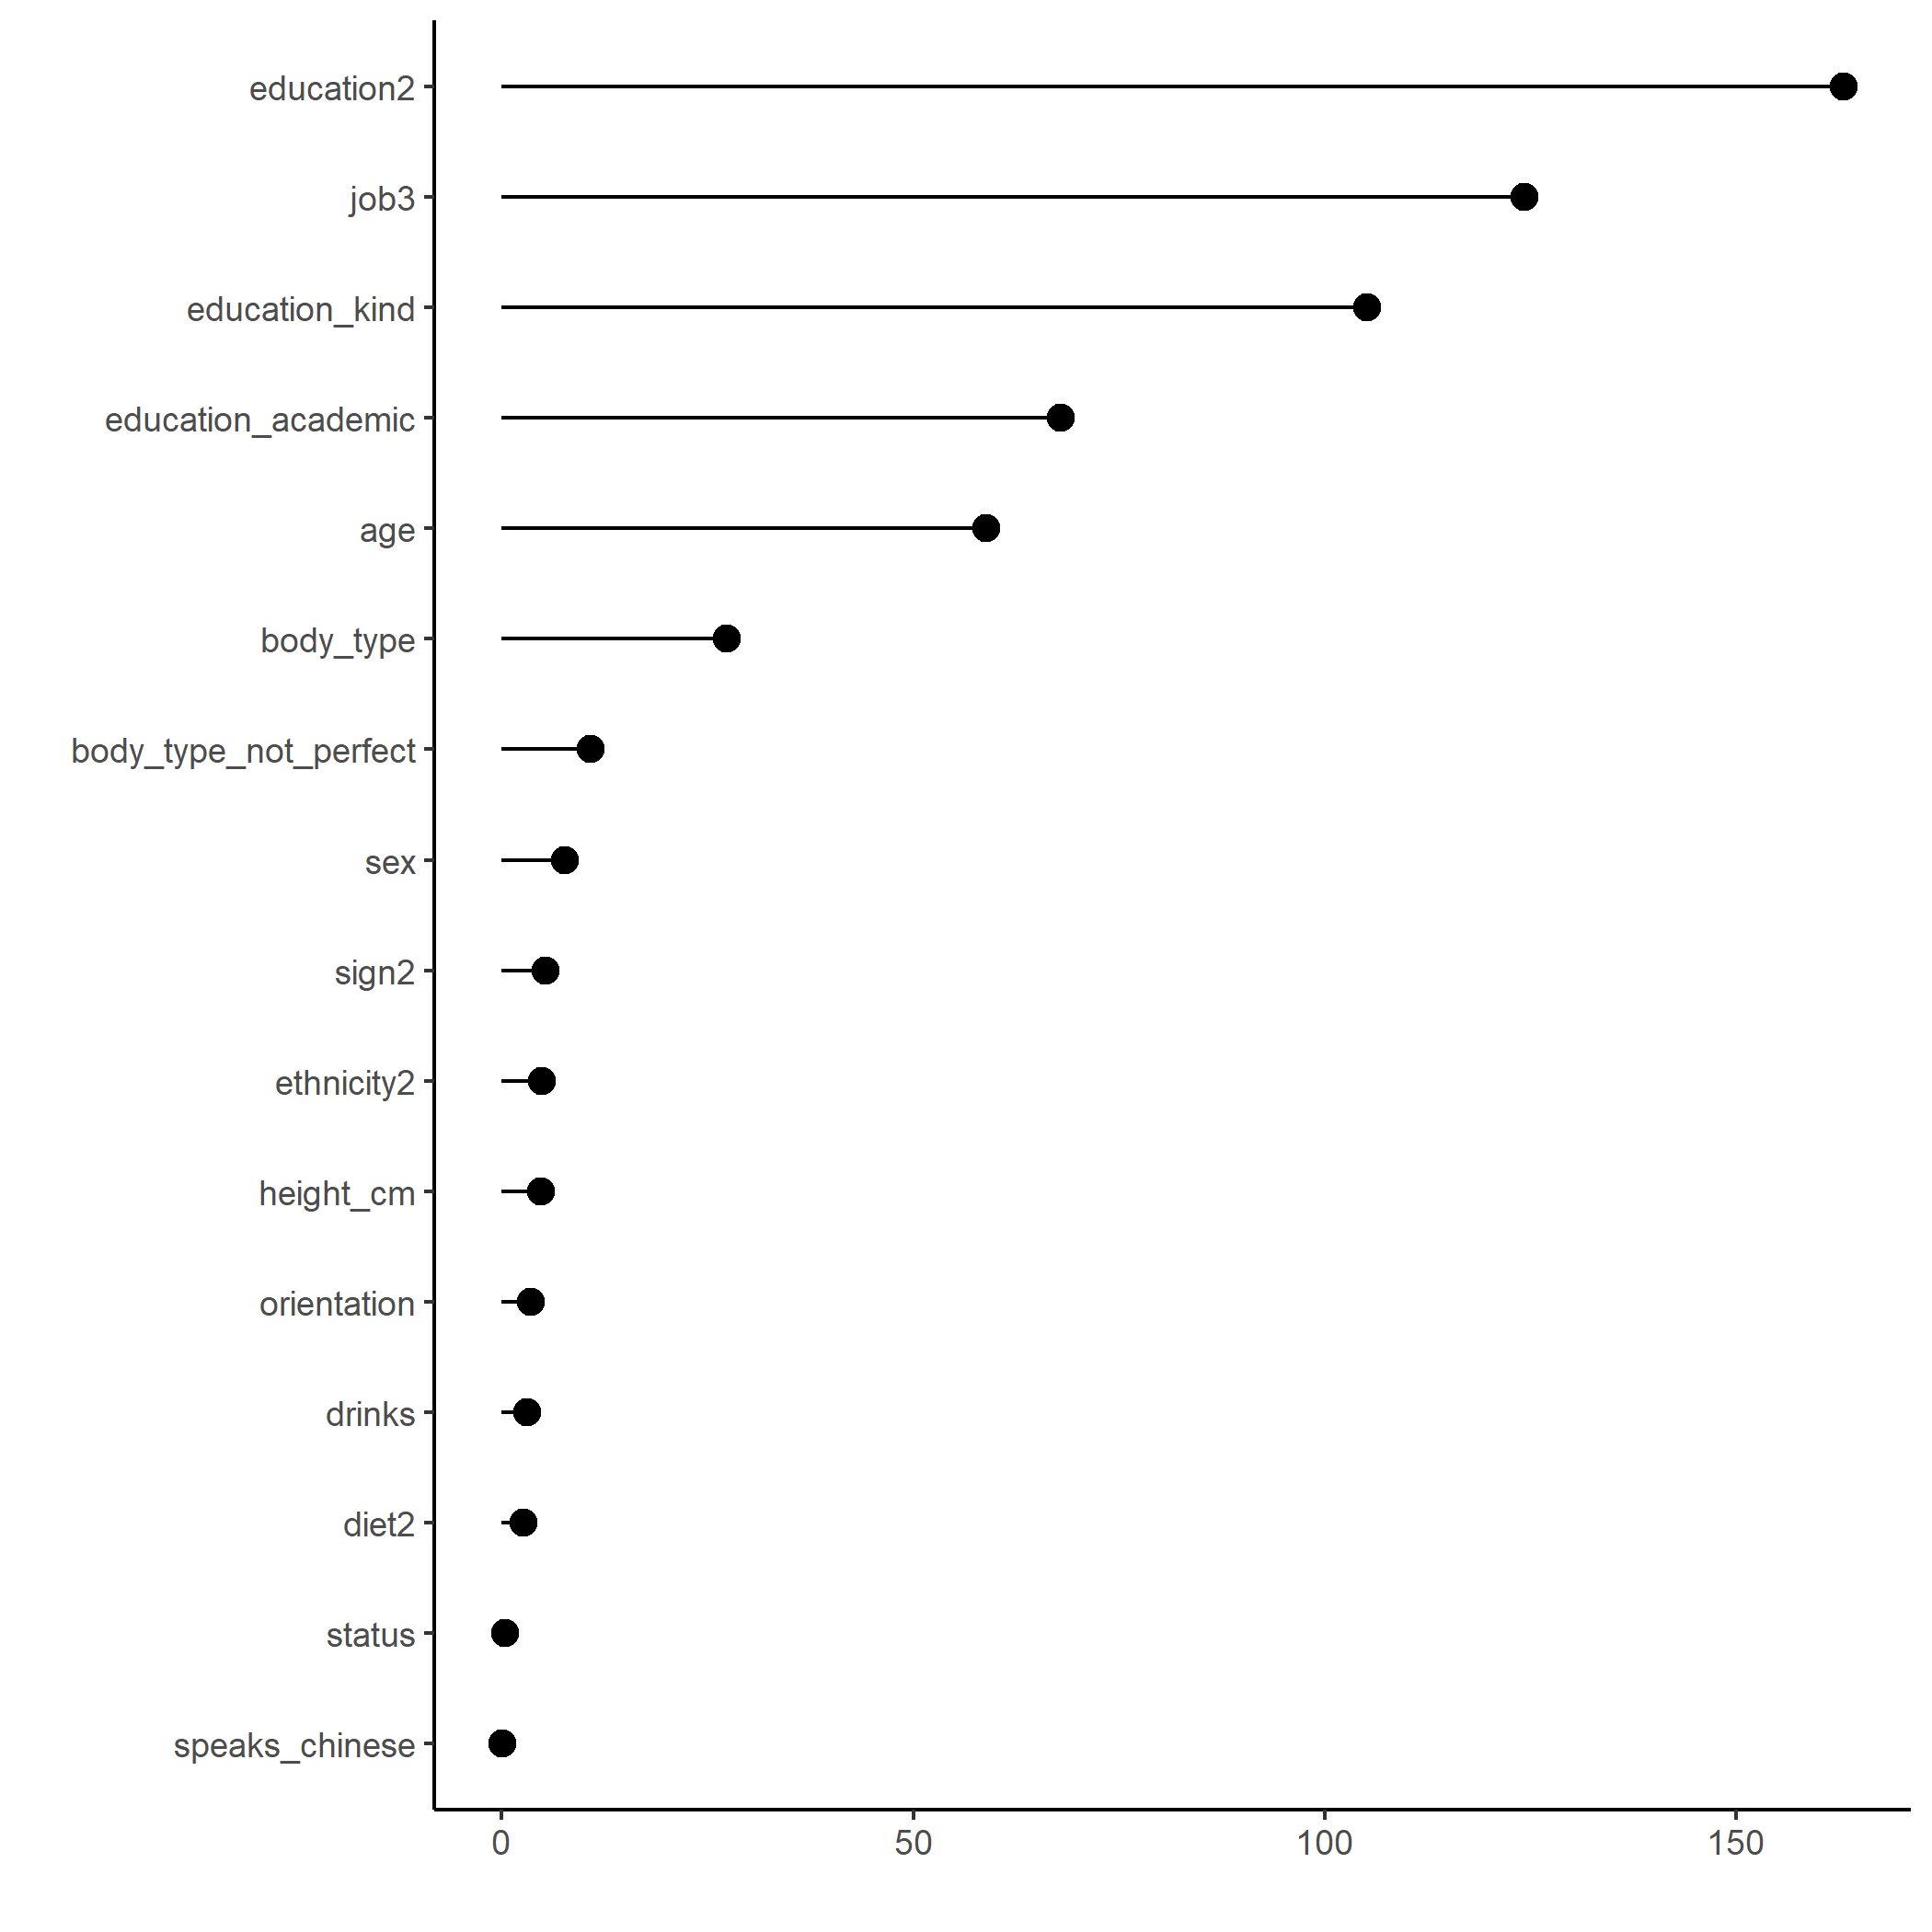 education2
job3
education_kind
education_academic
age
body_type
body_type_not_perfect
sex
sign2
ethnicity2
height_cm
orientation
drinks
diet2
status
speaks_chinese
0 50 100 150